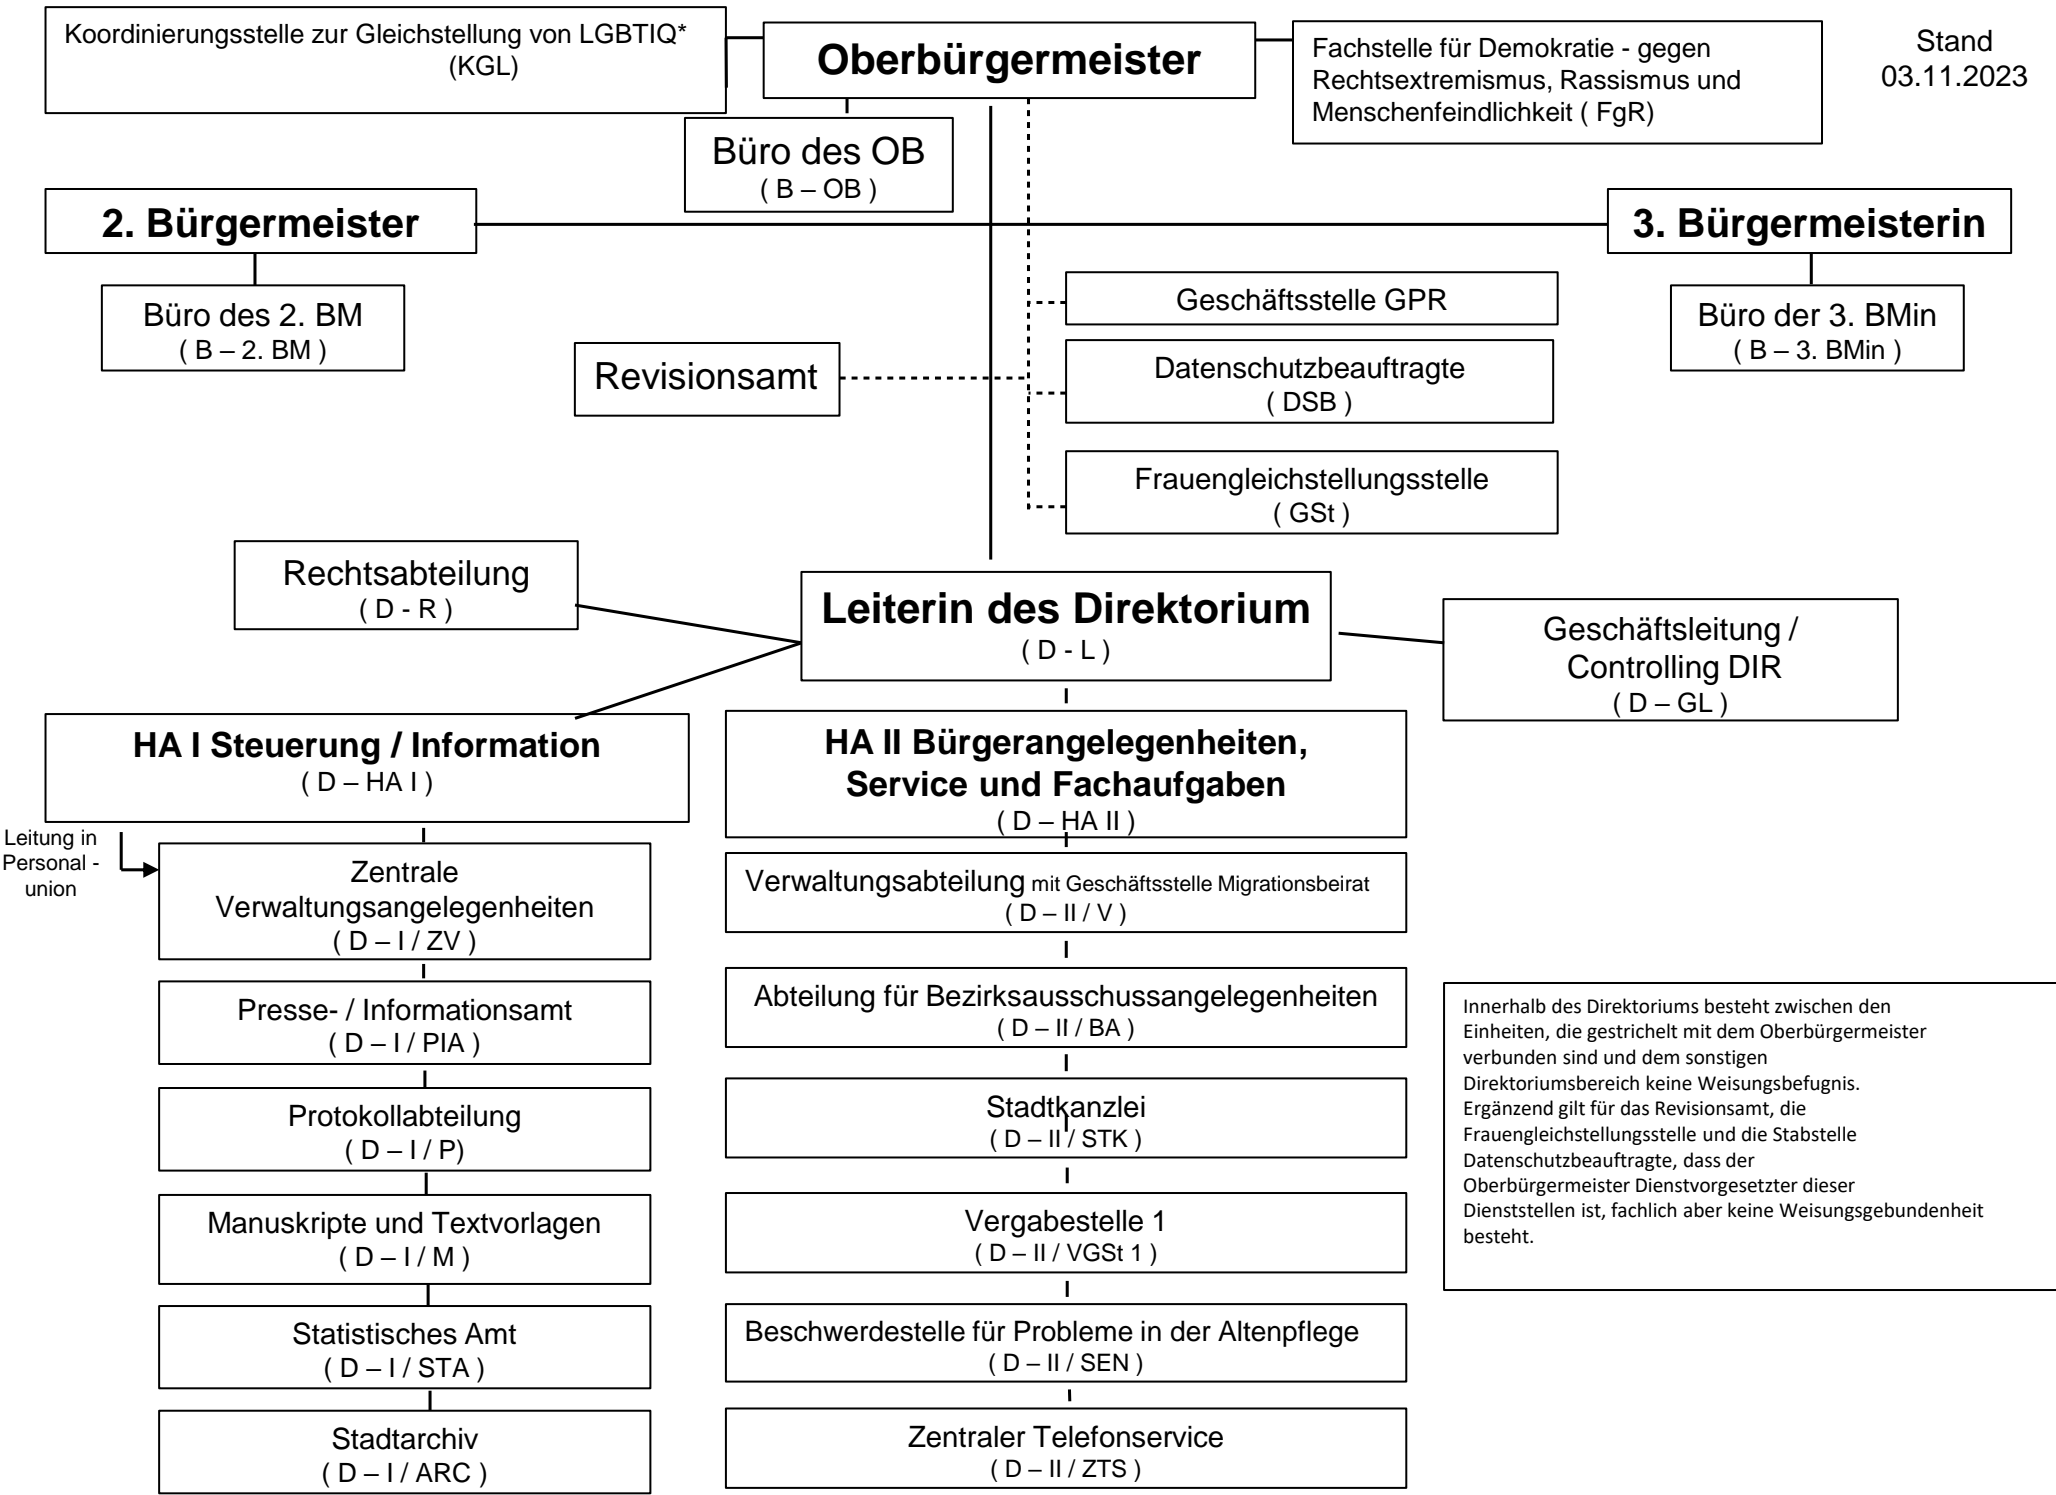 Koordinierungsstelle zur Gleichstellung von LGBTIQ*
(KGL)
Oberbürgermeister
Fachstelle für Demokratie - gegen
Rechtsextremismus, Rassismus und
Menschenfeindlichkeit ( FgR)
Stand
03.11.2023
Büro des OB
( B – OB )
2. Bürgermeister
3. Bürgermeisterin
Büro des 2. BM
( B – 2. BM )
Geschäftsstelle GPR
Büro der 3. BMin
( B – 3. BMin )
Revisionsamt
Datenschutzbeauftragte
( DSB )
Frauengleichstellungsstelle
( GSt )
Rechtsabteilung
( D - R )
Leiterin des Direktorium
( D - L )
Geschäftsleitung /
Controlling DIR
( D – GL )
HA I Steuerung / Information
( D – HA I )
HA II Bürgerangelegenheiten,
Service und Fachaufgaben
( D – HA II )
Leitung in
Personal -
union
Zentrale
Verwaltungsangelegenheiten
( D – I / ZV )
Verwaltungsabteilung mit Geschäftsstelle Migrationsbeirat
( D – II / V )
Presse- / Informationsamt
( D – I / PIA )
Abteilung für Bezirksausschussangelegenheiten
( D – II / BA )
Protokollabteilung
( D – I / P)
Stadtkanzlei
( D – II / STK )
Manuskripte und Textvorlagen
( D – I / M )
Vergabestelle 1
( D – II / VGSt 1 )
Statistisches Amt
( D – I / STA )
Beschwerdestelle für Probleme in der Altenpflege
( D – II / SEN )
Stadtarchiv
( D – I / ARC )
Zentraler Telefonservice
( D – II / ZTS )
Innerhalb des Direktoriums besteht zwischen den
Einheiten, die gestrichelt mit dem Oberbürgermeister
verbunden sind und dem sonstigen
Direktoriumsbereich keine Weisungsbefugnis.
Ergänzend gilt für das Revisionsamt, die
Frauengleichstellungsstelle und die Stabstelle
Datenschutzbeauftragte, dass der
Oberbürgermeister Dienstvorgesetzter dieser
Dienststellen ist, fachlich aber keine Weisungsgebundenheit
besteht.